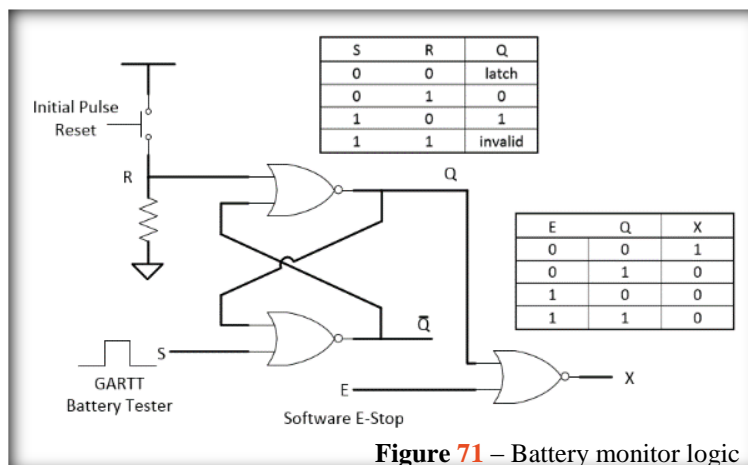 S R Q
0 0 latch
0 1 0
1 0 1
1 1 invalid
Initial Pulse
Reset
R
Q
E Q X
0 0 1
0 1 0
1 0 0
1 1 0
Q̅
S
GARTT
Battery Tester
E
X
Software E-Stop
Figure 71 – Battery monitor logic